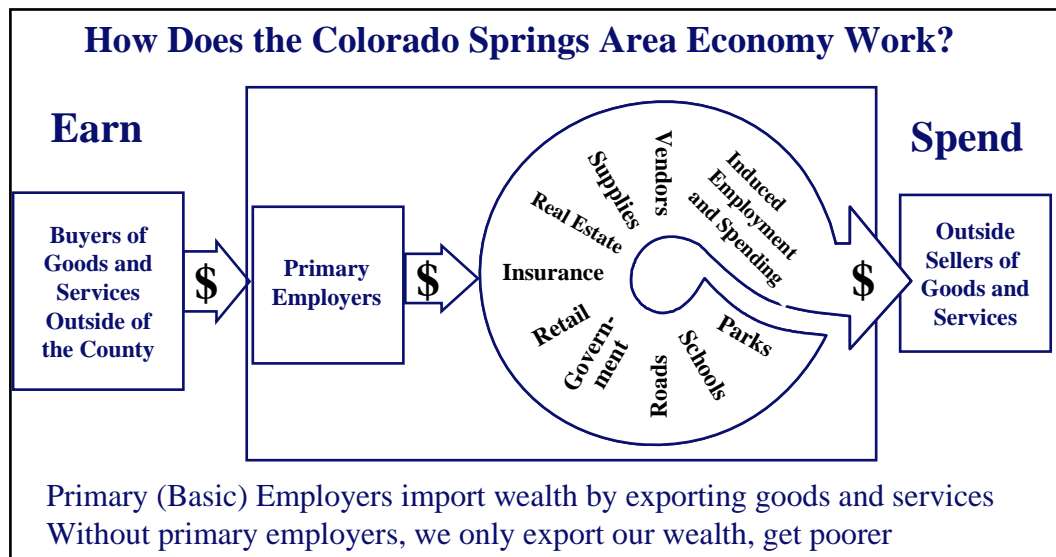 How Does the Colorado Springs Area Economy Work?
Earn
Spend
Buyers of
Goods and
Services
Outside of
the County
$
Primary
Employers
$
Insurance
Real Estate
Supplies
Vendors
Induced
Employment
and Spending
Retail
Govern-
ment
Roads
Schools
Parks
$
Outside
Sellers of
Goods and
Services
Primary (Basic) Employers import wealth by exporting goods and services
Without primary employers, we only export our wealth, get poorer